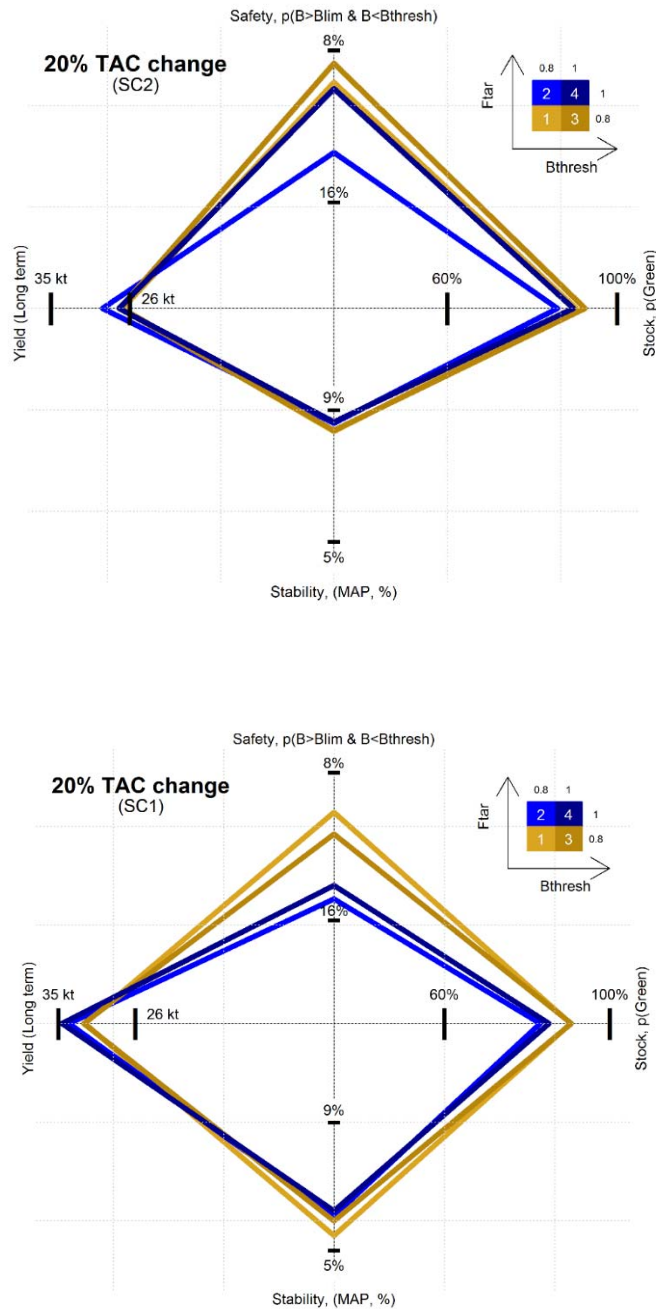 Safety, p(B>Blim & B<Bthresh)
8%
20% TAC change
(SC2)
0.8 1
Ftar
2 4 1
1 3 0.8
Bthresh
16%
35 kt
26 kt
60%
100%
Yield (Long term)
Stock, p(Green)
9%
5%
Stability, (MAP, %)
Safety, p(B>Blim & B<Bthresh)
8%
20% TAC change
(SC1)
0.8 1
Ftar
2 4 1
1 3 0.8
Bthresh
16%
35 kt
26 kt
60%
100%
Yield (Long term)
Stock, p(Green)
9%
5%
Stability, (MAP, %)